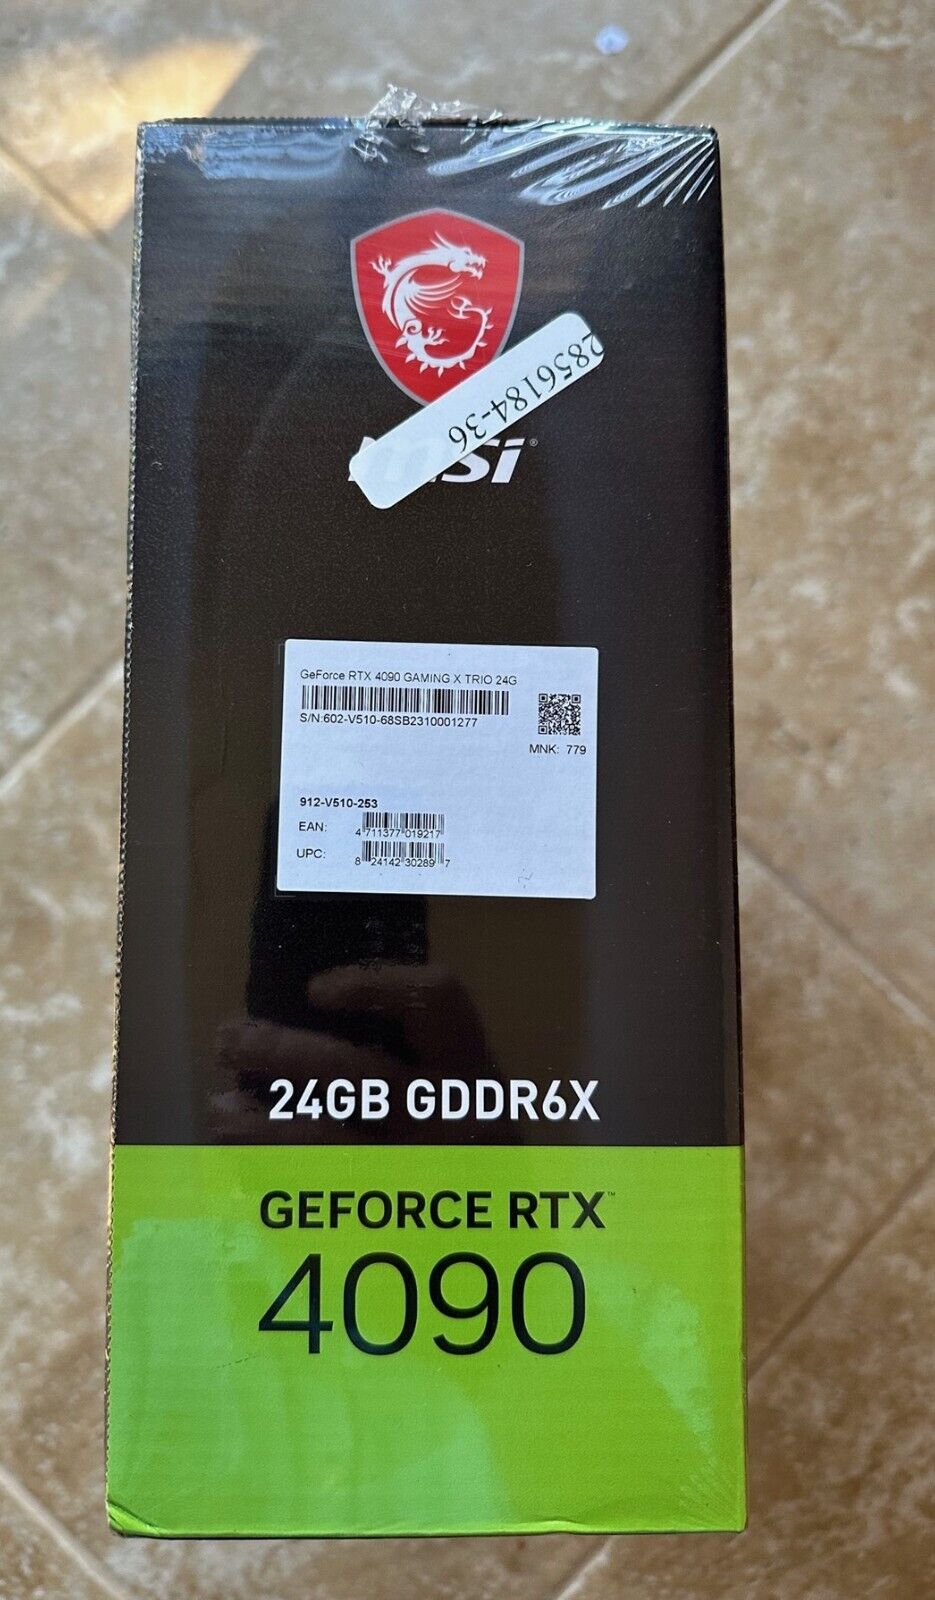 2856184-36
msi
GeForce RTX 4090 GAMING X TRIO 24G
S/N:602-V510-68SB2310001277
MNK: 779
912-V510-253
EAN: 4 711377 019217
UPC: 8 24142 30289 7
24GB GDDR6X
GEFORCE RTX™
4090